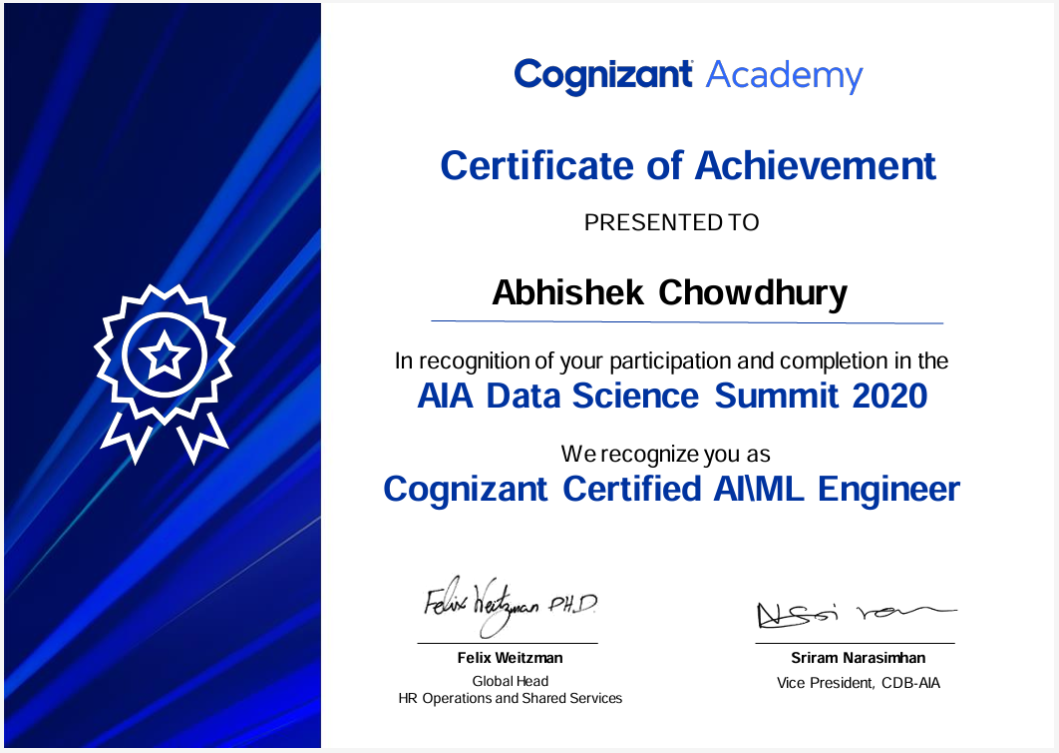 Cognizant Academy
Certificate of Achievement
PRESENTED TO
Abhishek Chowdhury
In recognition of your participation and completion in the
AIA Data Science Summit 2020
We recognize you as
Cognizant Certified AI\ML Engineer
Felix Weitzman PH.D.
Felix Weitzman
Global Head
HR Operations and Shared Services
Sriram Narasimhan
Vice President, CDB-AIA